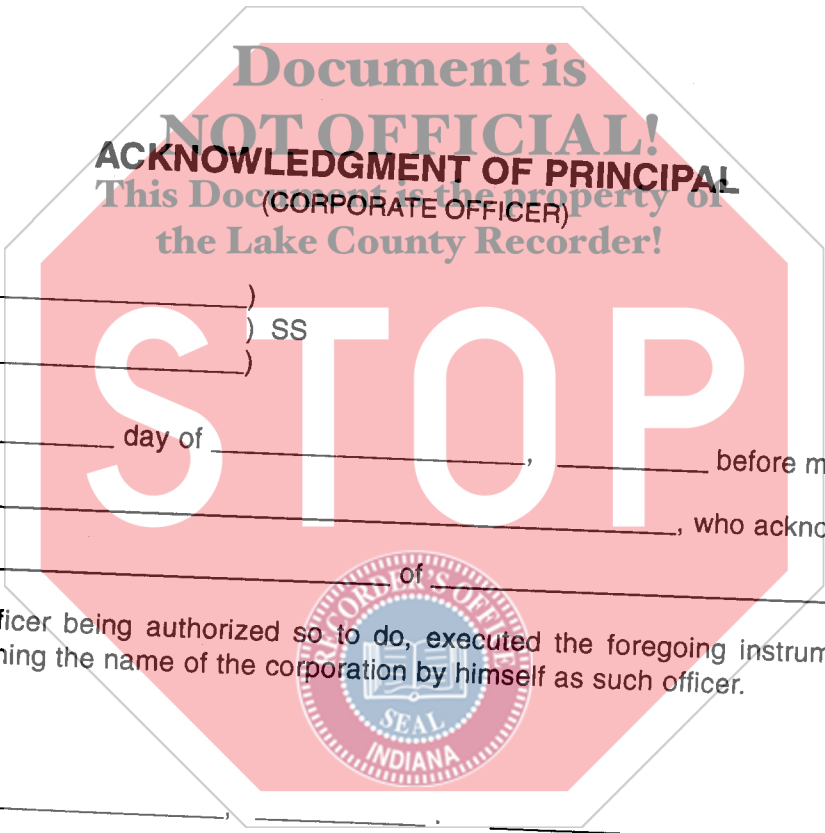 Document is
NOT OFFICIAL!
ACKNOWLEDGMENT OF PRINCIPAL
This Document is the property of
(CORPORATE OFFICER)
the Lake County Recorder!
)
) SS
)
STOP
day of , before m
, who ackno
of
RECORDER'S OFFICE
ficer being authorized so to do, executed the foregoing instrum
ning the name of the corporation by himself as such officer.
SEAL
INDIANA
, .